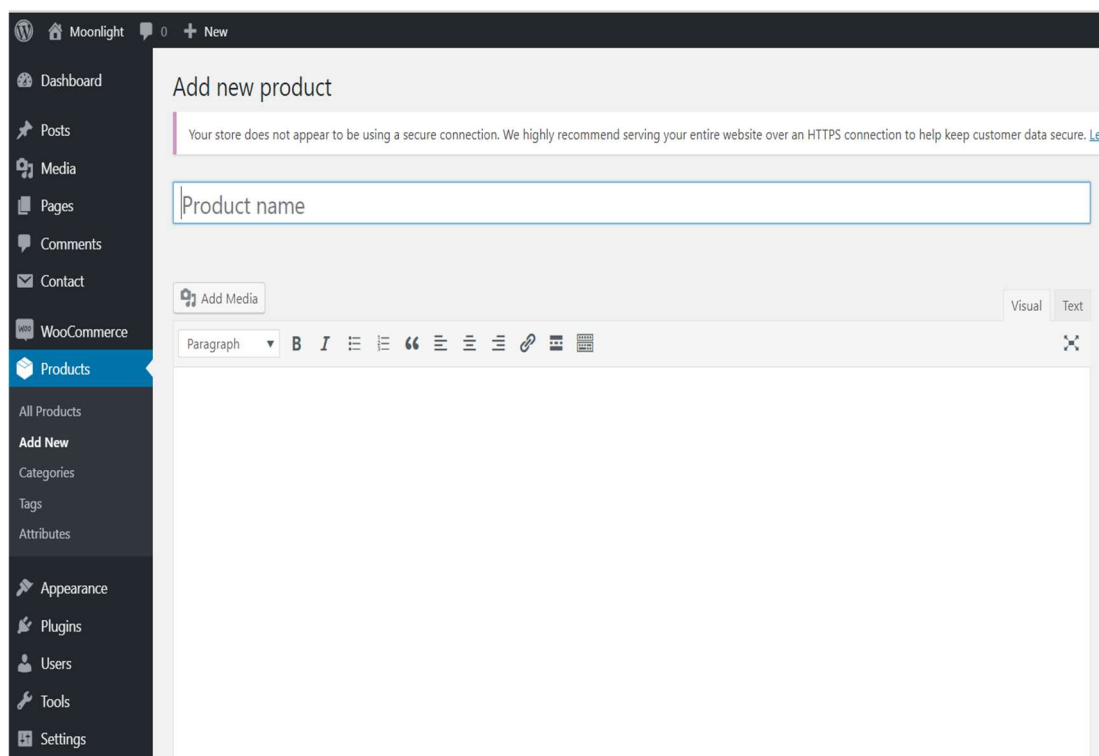 Moonlight 0 New
Dashboard
Posts
Media
Pages
Comments
Contact
WooCommerce
Products
All Products
Add New
Categories
Tags
Attributes
Appearance
Plugins
Users
Tools
Settings
Add new product
Your store does not appear to be using a secure connection. We highly recommend serving your entire website over an HTTPS connection to help keep customer data secure. Le
Product name
Add Media
Visual Text
Paragraph B I